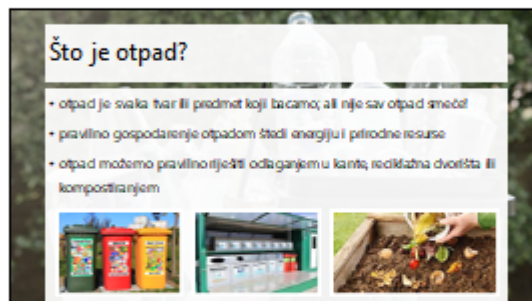 Što je otpad?
• otpad je svaka tvar ili predmet koji bacamo; ali nije sav otpad smeće!
• pravilno gospodarenje otpadom štedi energiju i prirodne resurse
• otpad možemo pravilno riješiti odlaganjem u kante, reciklažna dvorišta ili
kompostiranjem